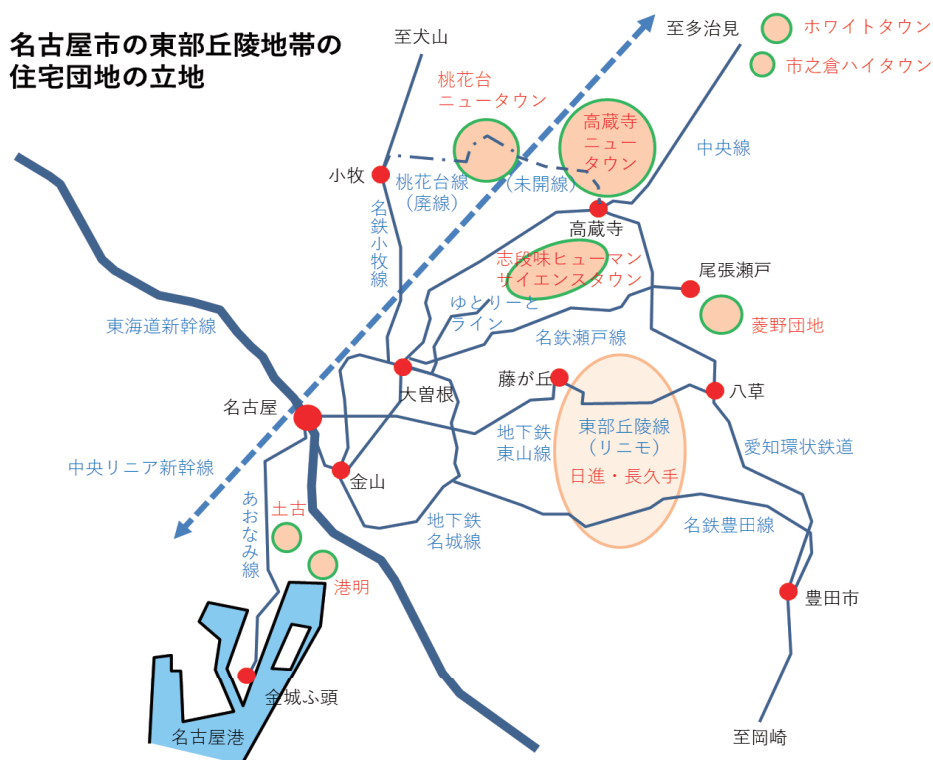 名古屋市の東部丘陵地帯の
住宅団地の立地
至犬山
至多治見
ホワイトタウン
市之倉ハイタウン
桃花台
ニュータウン
高蔵寺
ニュー
タウン
中央線
小牧
桃花台線
(廃線)
(未開線)
名鉄小牧線
高蔵寺
志段味ヒューマン
サイエンスタウン
尾張瀬戸
ゆとりーと
ライン
菱野団地
東海道新幹線
名鉄瀬戸線
藤が丘
大曽根
八草
名古屋
地下鉄
東山線
東部丘陵線
(リニモ)
愛知環状鉄道
中央リニア新幹線
日進・長久手
金山
あおなみ線
土古
地下鉄
名城線
名鉄豊田線
港明
豊田市
金城ふ頭
名古屋港
至岡崎